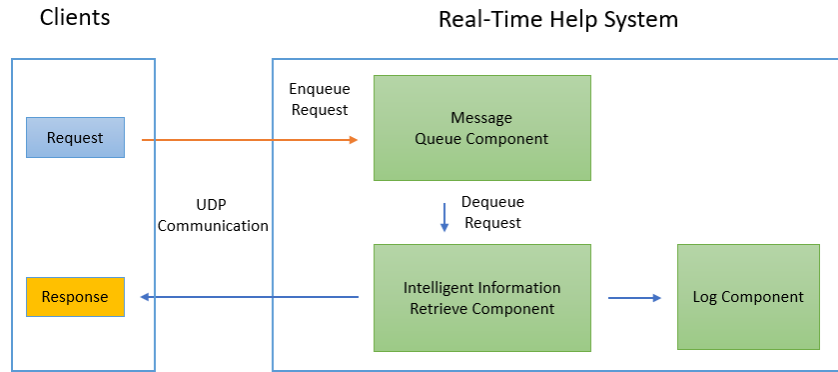 Clients
Real-Time Help System
Enqueue
Request
Message
Queue Component
Request
UDP
Communication
Dequeue
Request
Response
Intelligent Information
Retrieve Component
Log Component